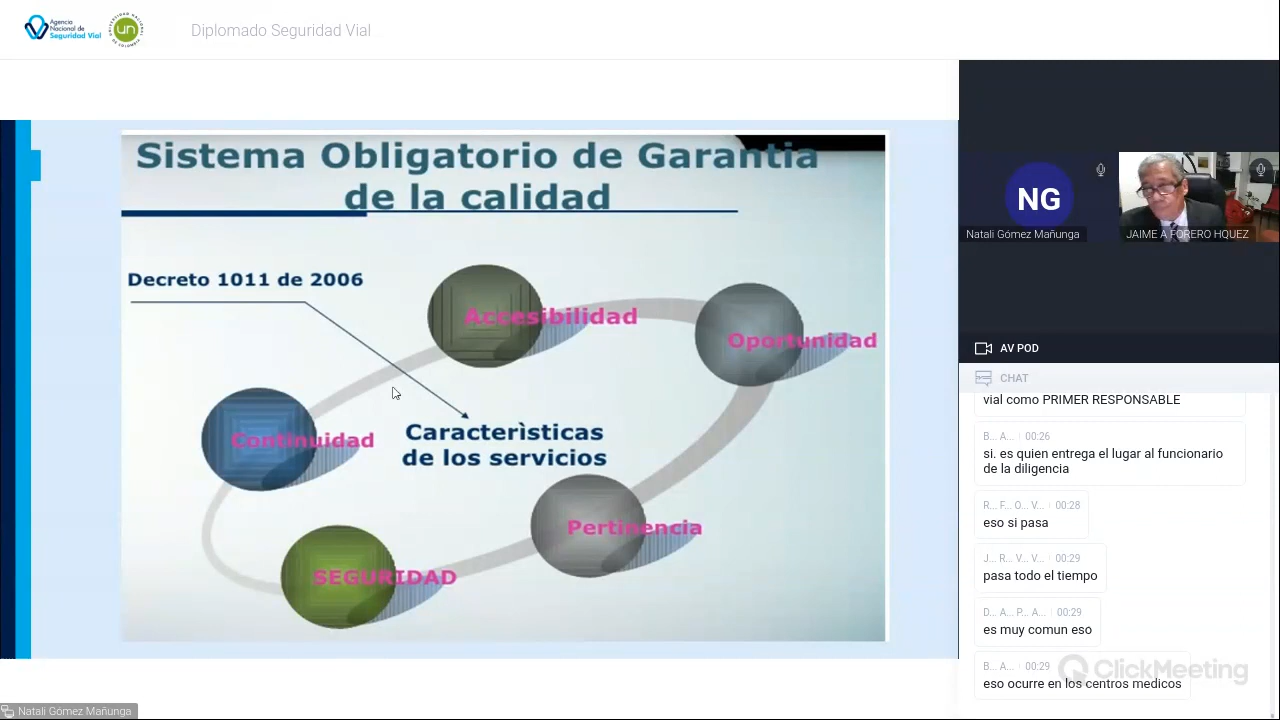 Agencia
Nacional de
Seguridad Vial
un
Diplomado Seguridad Vial
Sistema Obligatorio de Garantia
de la calidad
Decreto 1011 de 2006
Accesibilidad
Oportunidad
Continuidad
Caracterìsticas
de los servicios
Pertinencia
SEGURIDAD
NG
Natali Gómez Mañunga
JAIME A FORERO HQUEZ
AV POD
CHAT
vial como PRIMER RESPONSABLE
B... A... | 00:26
si. es quien entrega el lugar al funcionario
de la diligencia
R... F... O... V... | 00:28
eso si pasa
J... R... V... V... | 00:29
pasa todo el tiempo
D... A... P... A... | 00:29
es muy comun eso
B... A... | 00:29
eso ocurre en los centros medicos
ClickMeeting
Natali Gómez Mañunga